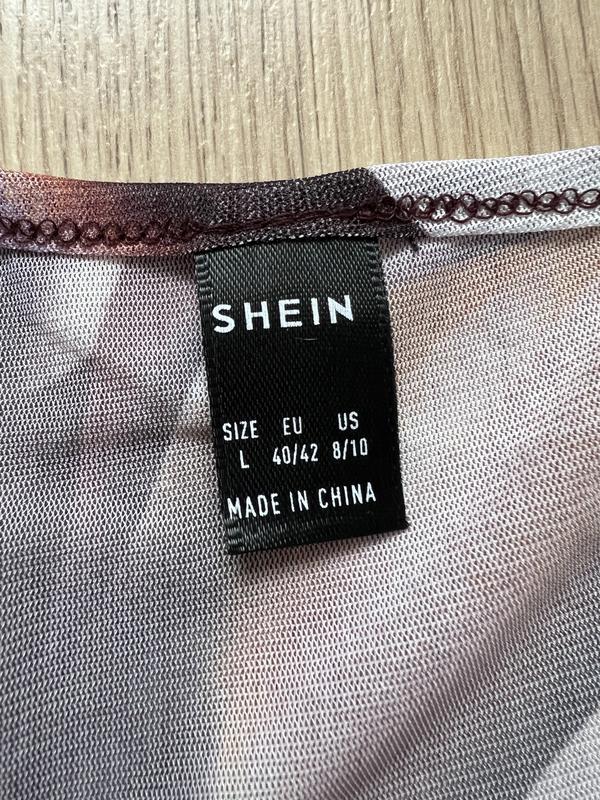 SHEIN
SIZE EU US
L 40/42 8/10
MADE IN CHINA